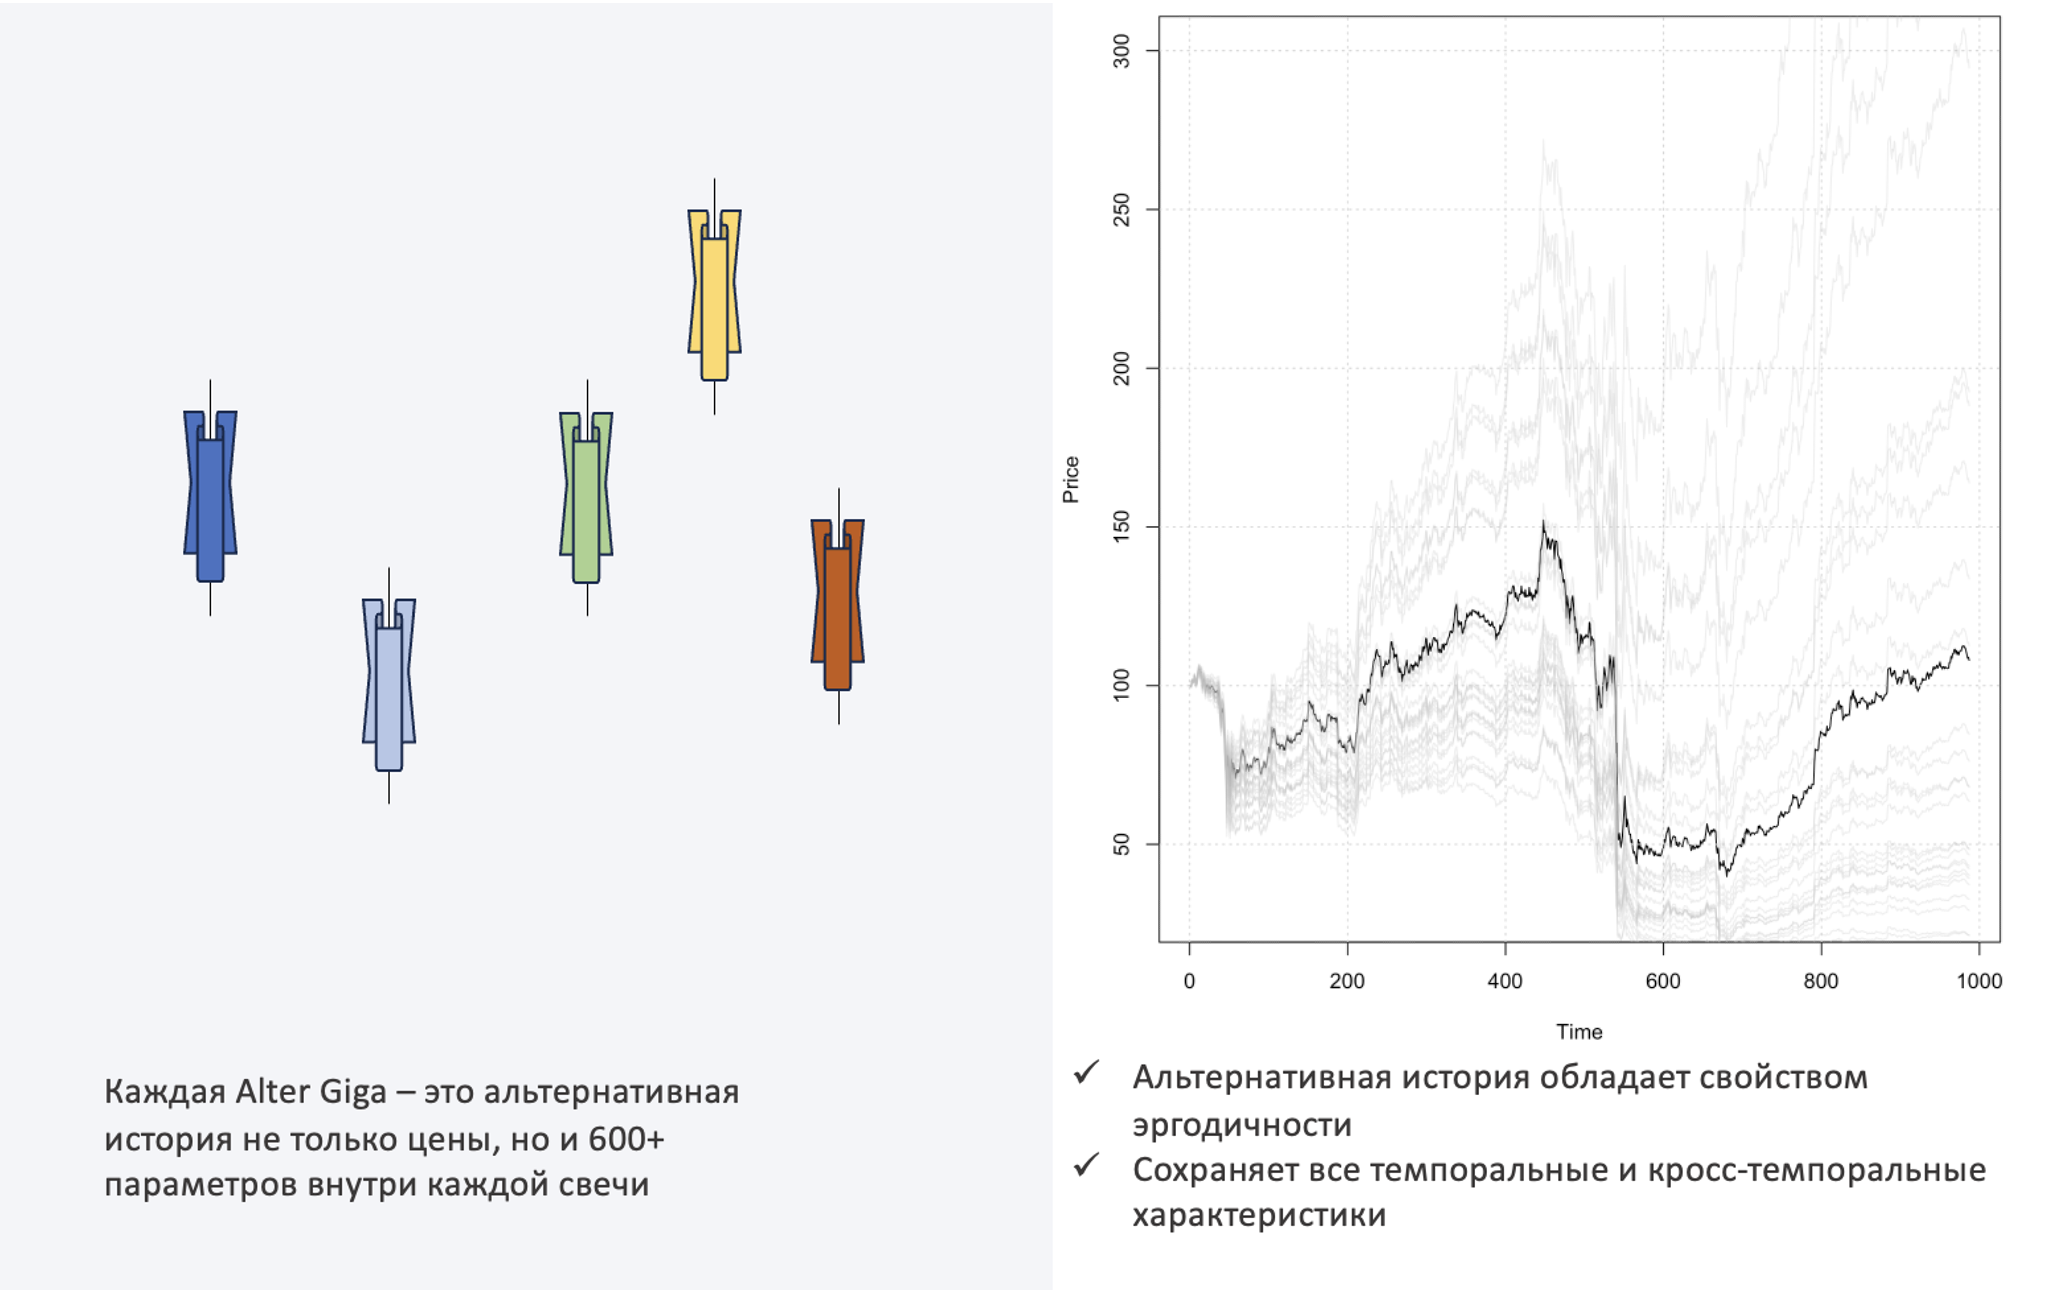 Каждая Alter Giga – это альтернативная
история не только цены, но и 600+
параметров внутри каждой свечи
300
250
200
150
100
50
Price
0 200 400 600 800 1000
Time
✓ Альтернативная история обладает свойством
эргодичности
✓ Сохраняет все темпоральные и кросс-темпоральные
характеристики